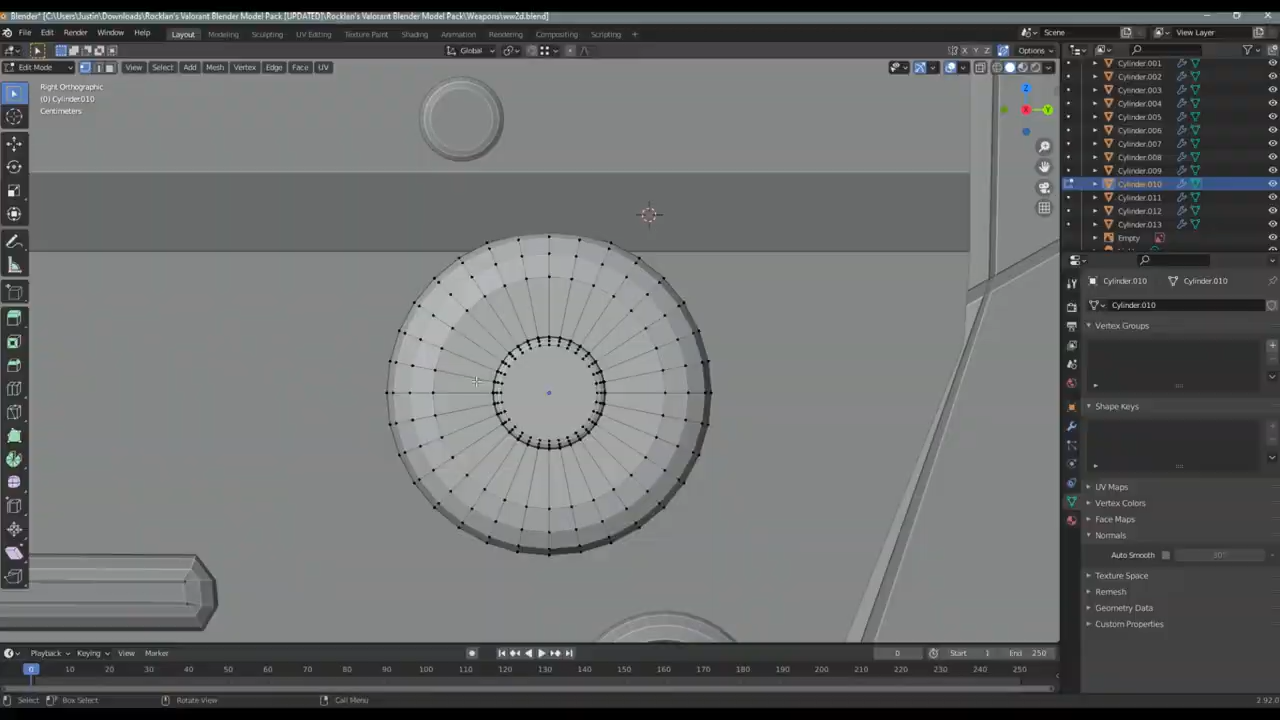 Blender* [C:\Users\Justin\Downloads\Rocklan's Valorant Blender Model Pack [UPDATED]\Rocklan's Valorant Blender Model Pack\Weapons\ww2d.blend]
File Edit Render Window Help Layout Modeling Sculpting UV Editing Texture Paint Shading Animation Rendering Compositing Scripting + Scene View Layer
Global X Y Z Options
Edit Mode View Select Add Mesh Vertex Edge Face UV
Right Orthographic
(0) Cylinder.010
Centimeters
Z
X
Y
Cylinder.001
Cylinder.002
Cylinder.003
Cylinder.004
Cylinder.005
Cylinder.006
Cylinder.007
Cylinder.008
Cylinder.009
Cylinder.010
Cylinder.011
Cylinder.012
Cylinder.013
Empty
Cylinder.010 Cylinder.010
Cylinder.010
Vertex Groups
Shape Keys
UV Maps
Vertex Colors
Face Maps
Normals
Auto Smooth 30°
Texture Space
Remesh
Geometry Data
Custom Properties
Playback Keying View Marker 0 Start 1 End 250
0 10 20 30 40 50 60 70 80 90 100 110 120 130 140 150 160 170 180 190 200 210 220 230 240 250
Select Box Select Rotate View Call Menu 2.92.0